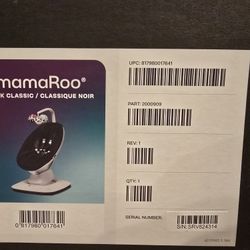 mamaRoo®
K CLASSIC / CLASSIQUE NOIR
0 817980 017641
UPC: 817980017641
PART: 2000909
REV: 1
QTY: 1
SERIAL NUMBER:
S/N: SRV824314